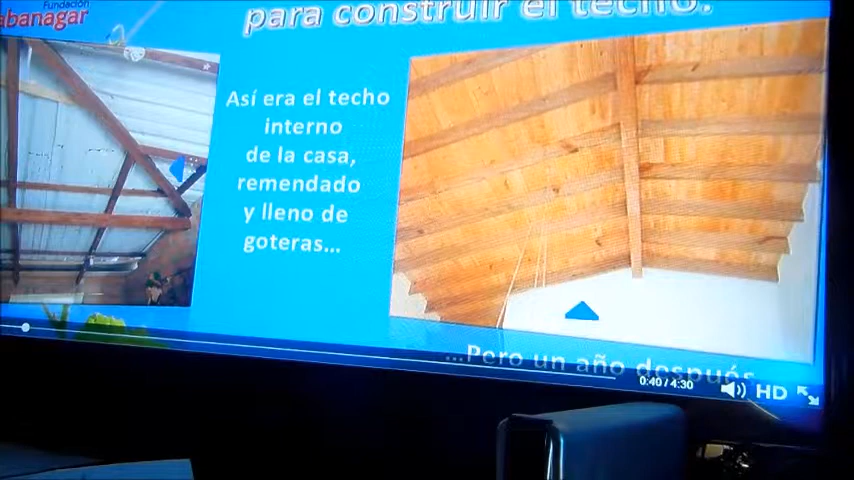 Fundación
abanagar
para construir el techo.
Así era el techo
interno
de la casa,
remendado
y lleno de
goteras...
...Pero un año después
0:40 / 4:30
HD